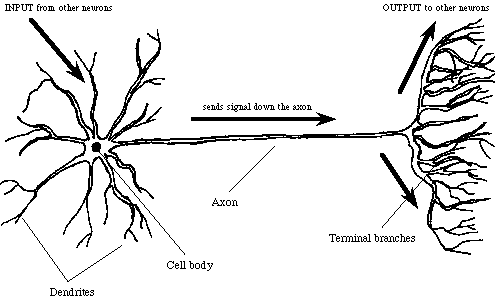 INPUT from other neurons
OUTPUT to other neurons
sends signal down the axon
Axon
Terminal branches
Cell body
Dendrites